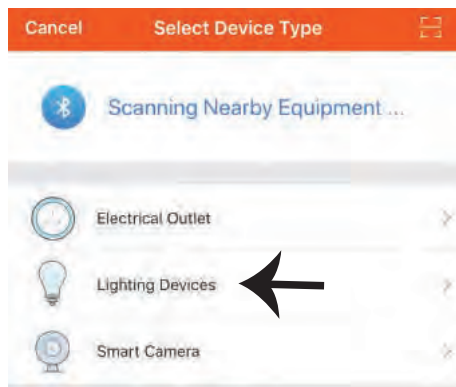 Cancel Select Device Type
Scanning Nearby Equipment ...
Electrical Outlet
Lighting Devices
Smart Camera